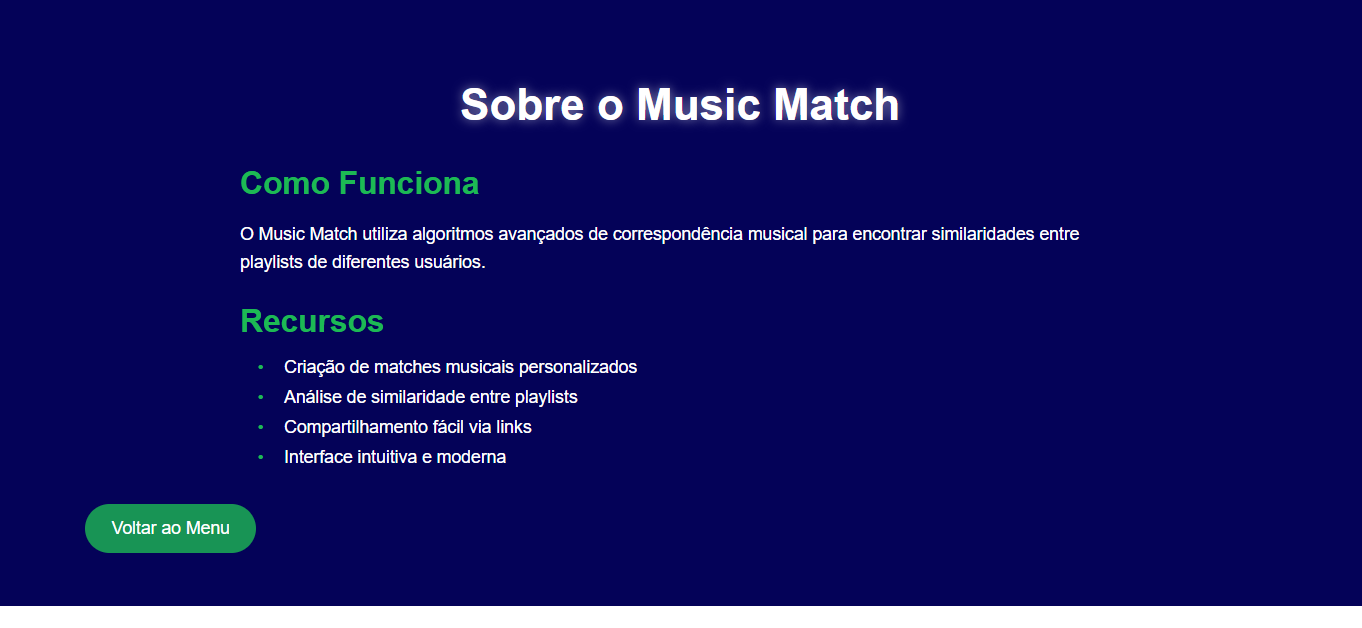 Sobre o Music Match
Como Funciona
O Music Match utiliza algoritmos avançados de correspondência musical para encontrar similaridades entre
playlists de diferentes usuários.
Recursos
• Criação de matches musicais personalizados
• Análise de similaridade entre playlists
• Compartilhamento fácil via links
• Interface intuitiva e moderna
Voltar ao Menu